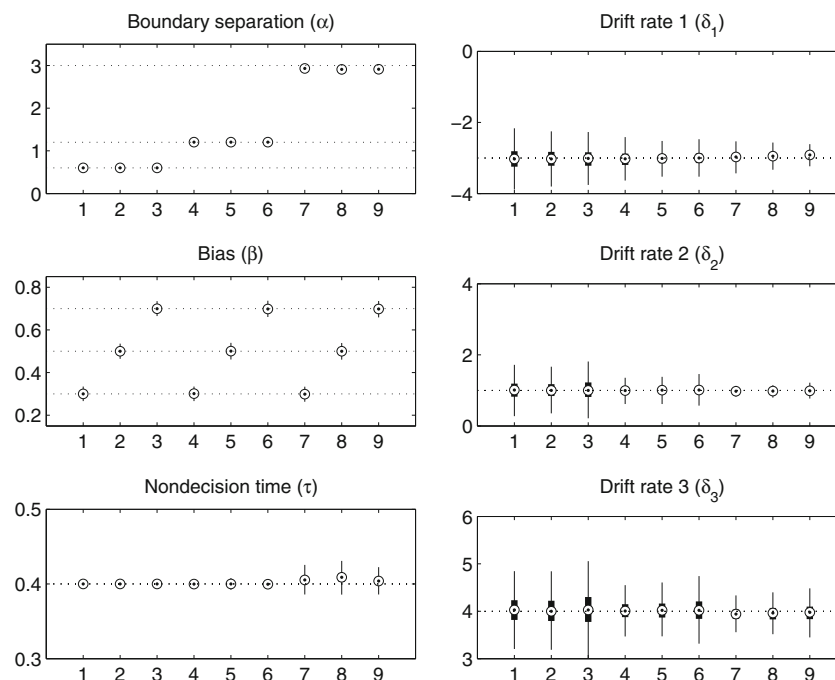 Boundary separation (α)
3
2
1
0
1 2 3 4 5 6 7 8 9
Drift rate 1 (δ1)
0
−2
−4
1 2 3 4 5 6 7 8 9
Bias (β)
0.8
0.6
0.4
0.2
1 2 3 4 5 6 7 8 9
Drift rate 2 (δ2)
4
2
0
1 2 3 4 5 6 7 8 9
Nondecision time (τ)
0.5
0.4
0.3
1 2 3 4 5 6 7 8 9
Drift rate 3 (δ3)
6
5
4
3
1 2 3 4 5 6 7 8 9